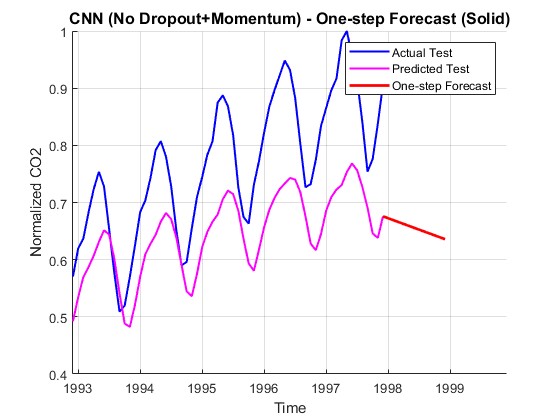 CNN (No Dropout+Momentum) - One-step Forecast (Solid)
Actual Test
Predicted Test
One-step Forecast
Normalized CO2
1
0.9
0.8
0.7
0.6
0.5
0.4
1993 1994 1995 1996 1997 1998 1999
Time